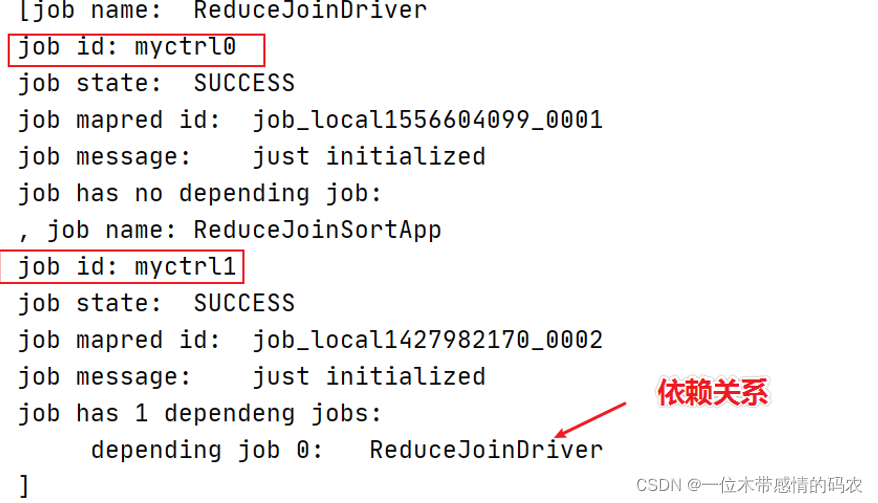 [job name:  ReduceJoinDriver
job id: myctrl0
job state:  SUCCESS
job mapred id:  job_local1556604099_0001
job message:    just initialized
job has no depending job:
, job name: ReduceJoinSortApp
job id: myctrl1
job state:  SUCCESS
job mapred id:  job_local1427982170_0002
job message:    just initialized
依赖关系
job has 1 dependeng jobs:
depending job 0:   ReduceJoinDriver
]
CSDN @一位木带感情的码农